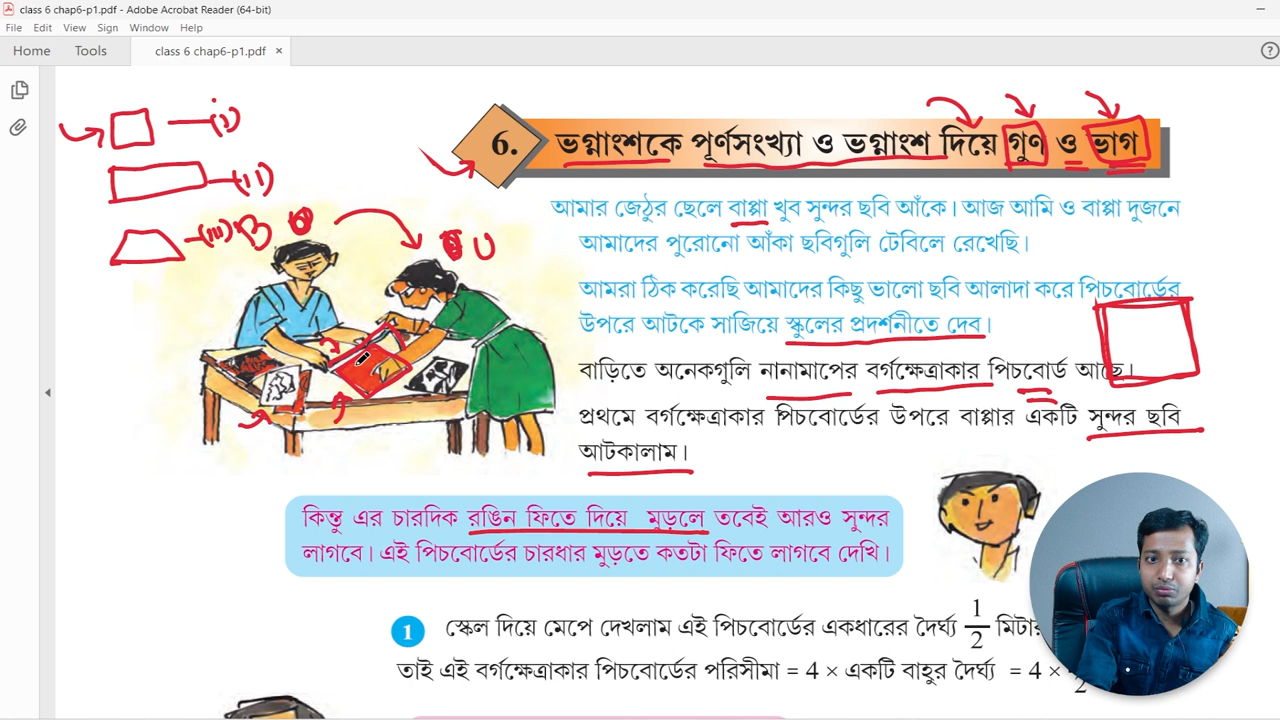 class 6 chap6-p1.pdf - Adobe Acrobat Reader (64-bit)
File Edit View Sign Window Help
Home Tools class 6 chap6-p1.pdf ×
6. ভগ্নাংশকে পূর্ণসংখ্যা ও ভগ্নাংশ দিয়ে গুণ ও ভাগ
(i)
(ii)
(iii)
B
U
আমার জেঠুর ছেলে বাপ্পা খুব সুন্দর ছবি আঁকে। আজ আমি ও বাপ্পা দুজনে
আমাদের পুরোনো আঁকা ছবিগুলি টেবিলে রেখেছি।
আমরা ঠিক করেছি আমাদের কিছু ভালো ছবি আলাদা করে পিচবোর্ডের
উপরে আটকে সাজিয়ে স্কুলের প্রদর্শনীতে দেব।
বাড়িতে অনেকগুলি নানামাপের বর্গক্ষেত্রাকার পিচবোর্ড আছে।
প্রথমে বর্গক্ষেত্রাকার পিচবোর্ডের উপরে বাপ্পার একটি সুন্দর ছবি
আটকালাম।
কিন্তু এর চারদিক রঙিন ফিতে দিয়ে মুড়লে তবেই আরও সুন্দর
লাগবে। এই পিচবোর্ডের চারধার মুড়তে কতটা ফিতে লাগবে দেখি।
1 স্কেল দিয়ে মেপে দেখলাম এই পিচবোর্ডের একধারের দৈর্ঘ্য 1/2
তাই এই বর্গক্ষেত্রাকার পিচবোর্ডের পরিসীমা = 4 × একটি বাহুর দৈর্ঘ্য = 4 ×